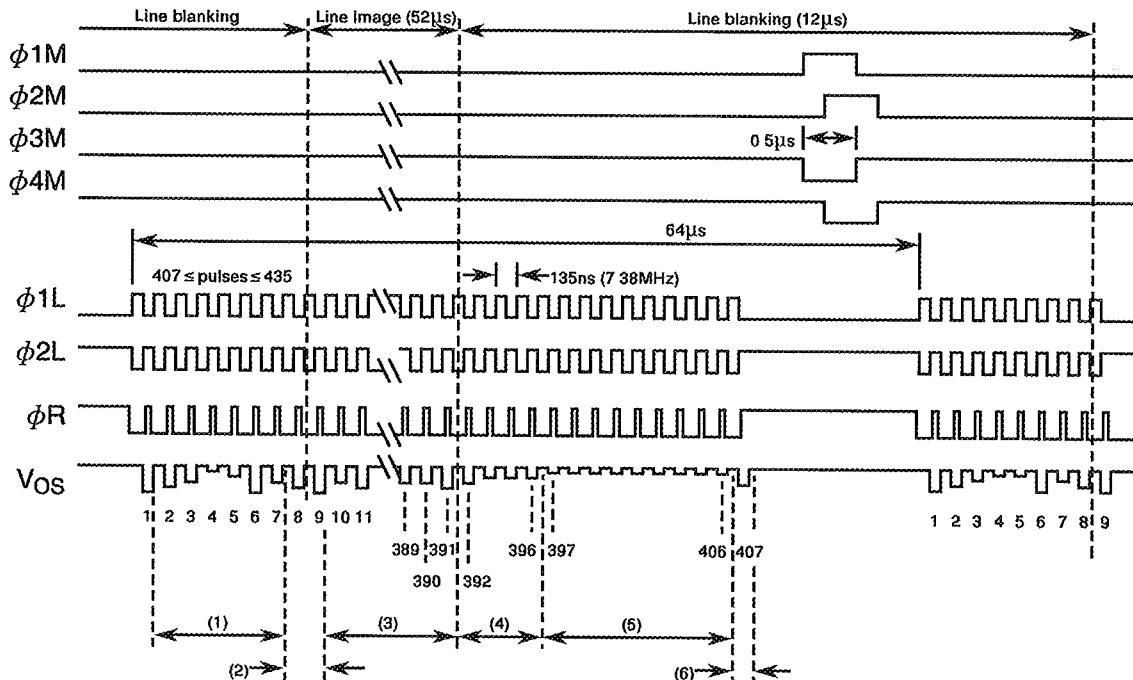 Line blanking
Line Image (52μs)
Line blanking (12μs)
ϕ1M
ϕ2M
ϕ3M
0 5μs
ϕ4M
64μs
407 ≤ pulses ≤ 435
135ns (7 38MHz)
ϕ1L
ϕ2L
ϕR
VOS
1 2 3 4 5 6 7 8 9 10 11
389 391
390 392
396 397
406 407
1 2 3 4 5 6 7 8 9
(1) (3) (4) (5)
(2) (6)